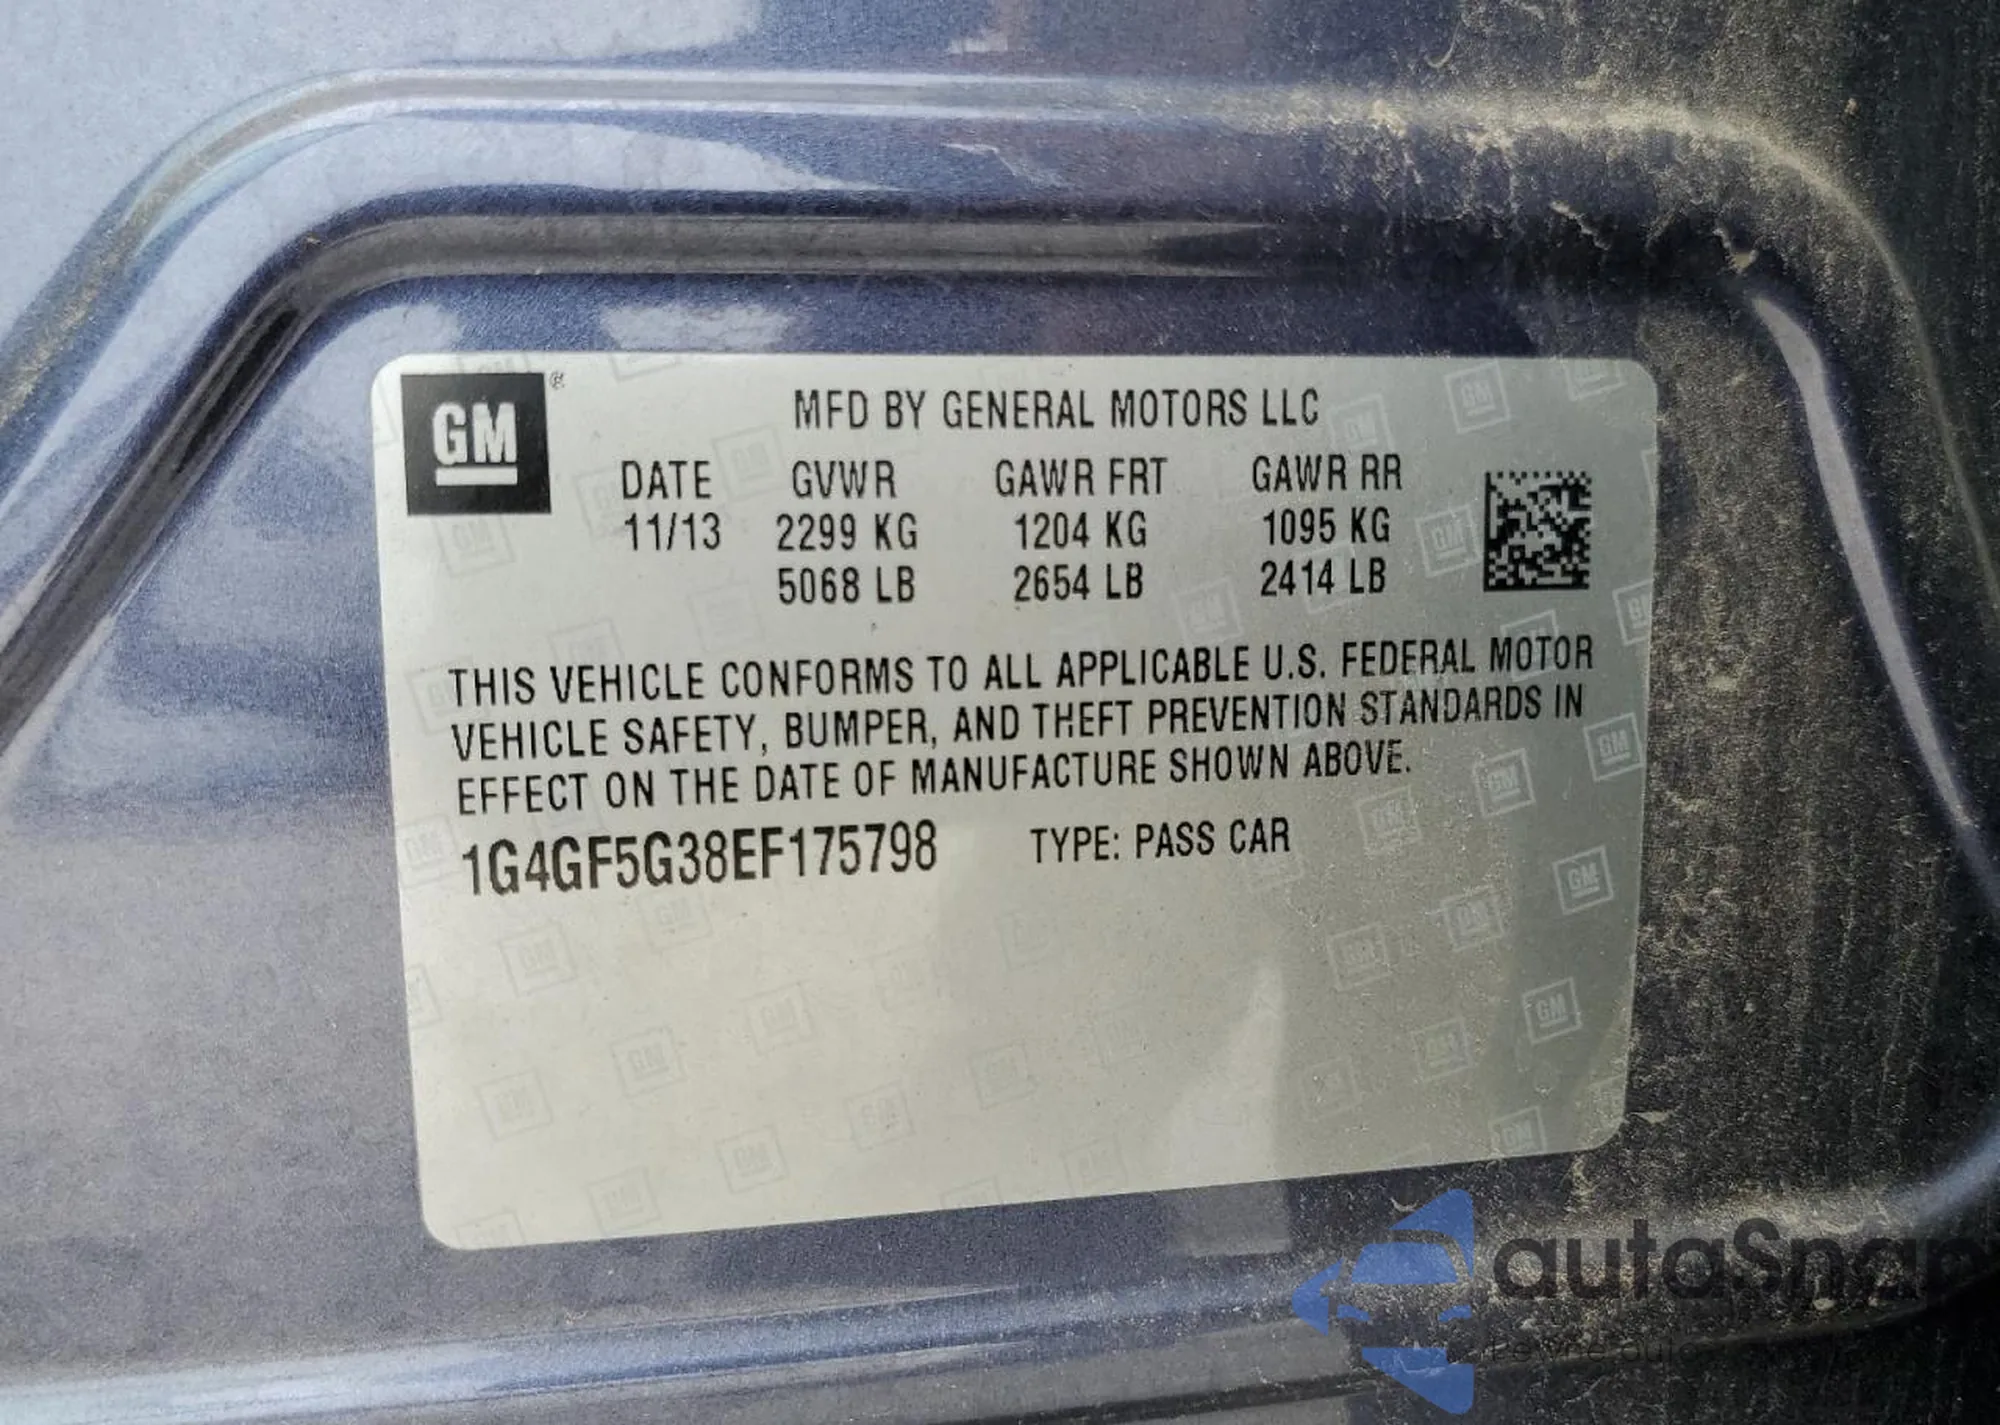 GM
MFD BY GENERAL MOTORS LLC
DATE GVWR GAWR FRT GAWR RR
11/13 2299 KG 1204 KG 1095 KG
5068 LB 2654 LB 2414 LB
THIS VEHICLE CONFORMS TO ALL APPLICABLE U.S. FEDERAL MOTOR
VEHICLE SAFETY, BUMPER, AND THEFT PREVENTION STANDARDS IN
EFFECT ON THE DATE OF MANUFACTURE SHOWN ABOVE.
1G4GF5G38EF175798 TYPE: PASS CAR